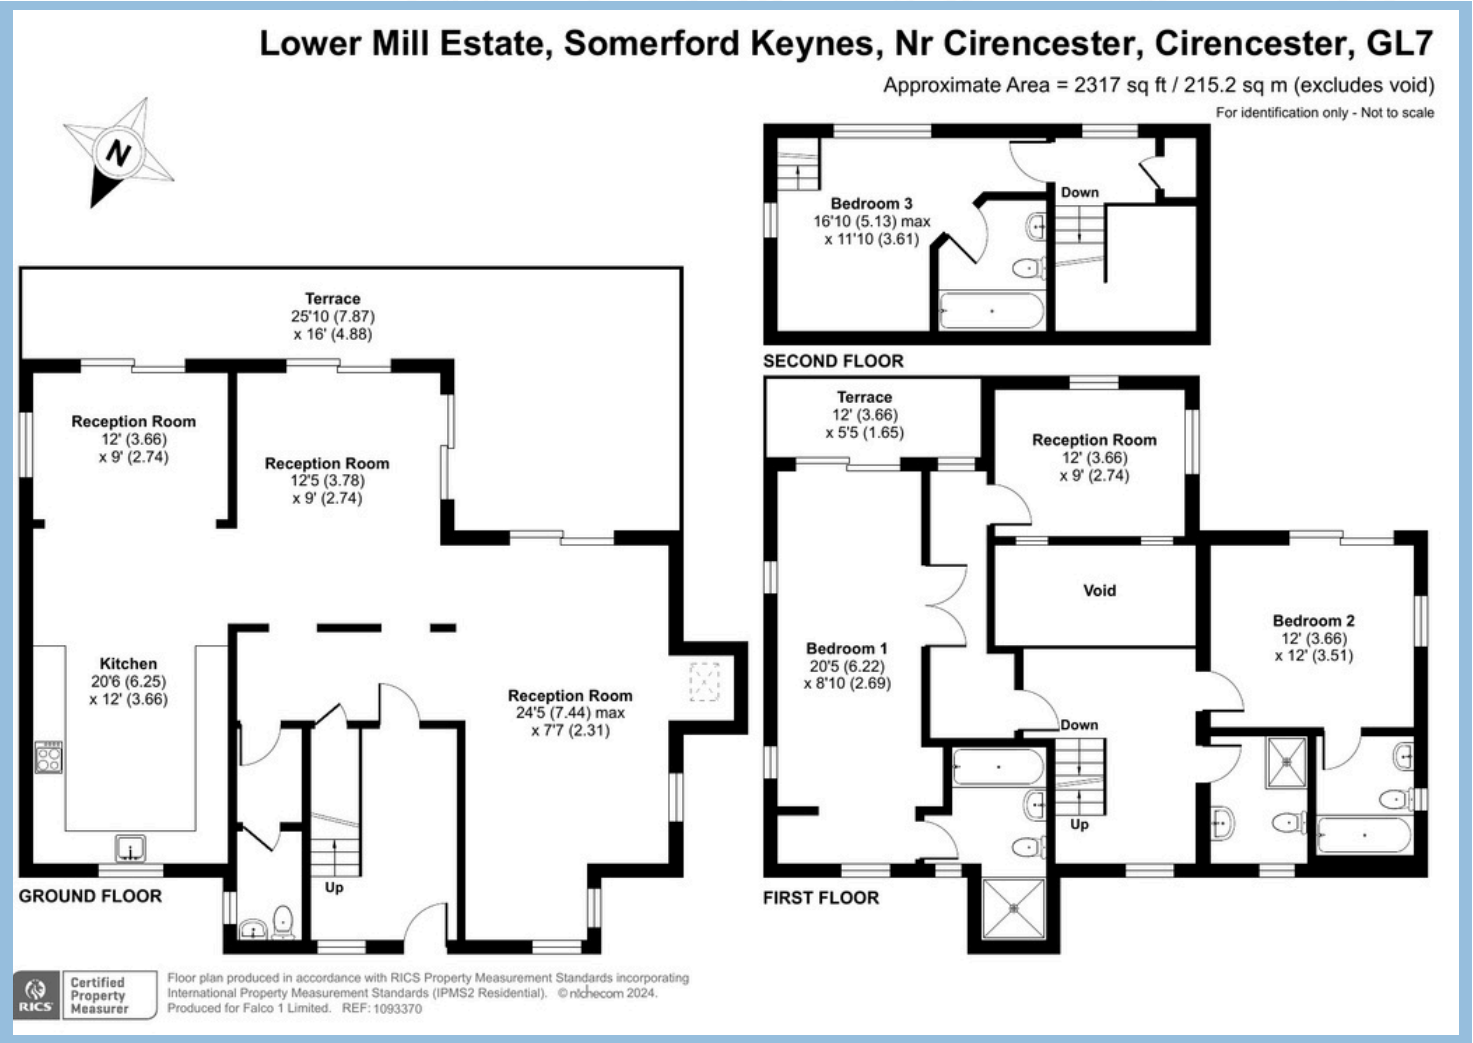 Lower Mill Estate, Somerford Keynes, Nr Cirencester, Cirencester, GL7
Approximate Area = 2317 sq ft / 215.2 sq m (excludes void)
For identification only - Not to scale
N
Down
Bedroom 3
16'10 (5.13) max
x 11'10 (3.61)
SECOND FLOOR
Terrace
25'10 (7.87)
x 16' (4.88)
Reception Room
12' (3.66)
x 9' (2.74)
Reception Room
12'5 (3.78)
x 9' (2.74)
Kitchen
20'6 (6.25)
x 12' (3.66)
Reception Room
24'5 (7.44) max
x 7'7 (2.31)
Up
GROUND FLOOR
Terrace
12' (3.66)
x 5'5 (1.65)
Reception Room
12' (3.66)
x 9' (2.74)
Void
Bedroom 2
12' (3.66)
x 12' (3.51)
Bedroom 1
20'5 (6.22)
x 8'10 (2.69)
Down
Up
FIRST FLOOR
RICS
Certified
Property
Measurer
Floor plan produced in accordance with RICS Property Measurement Standards incorporating
International Property Measurement Standards (IPMS2 Residential). © nichecom 2024.
Produced for Falco 1 Limited. REF: 1093370